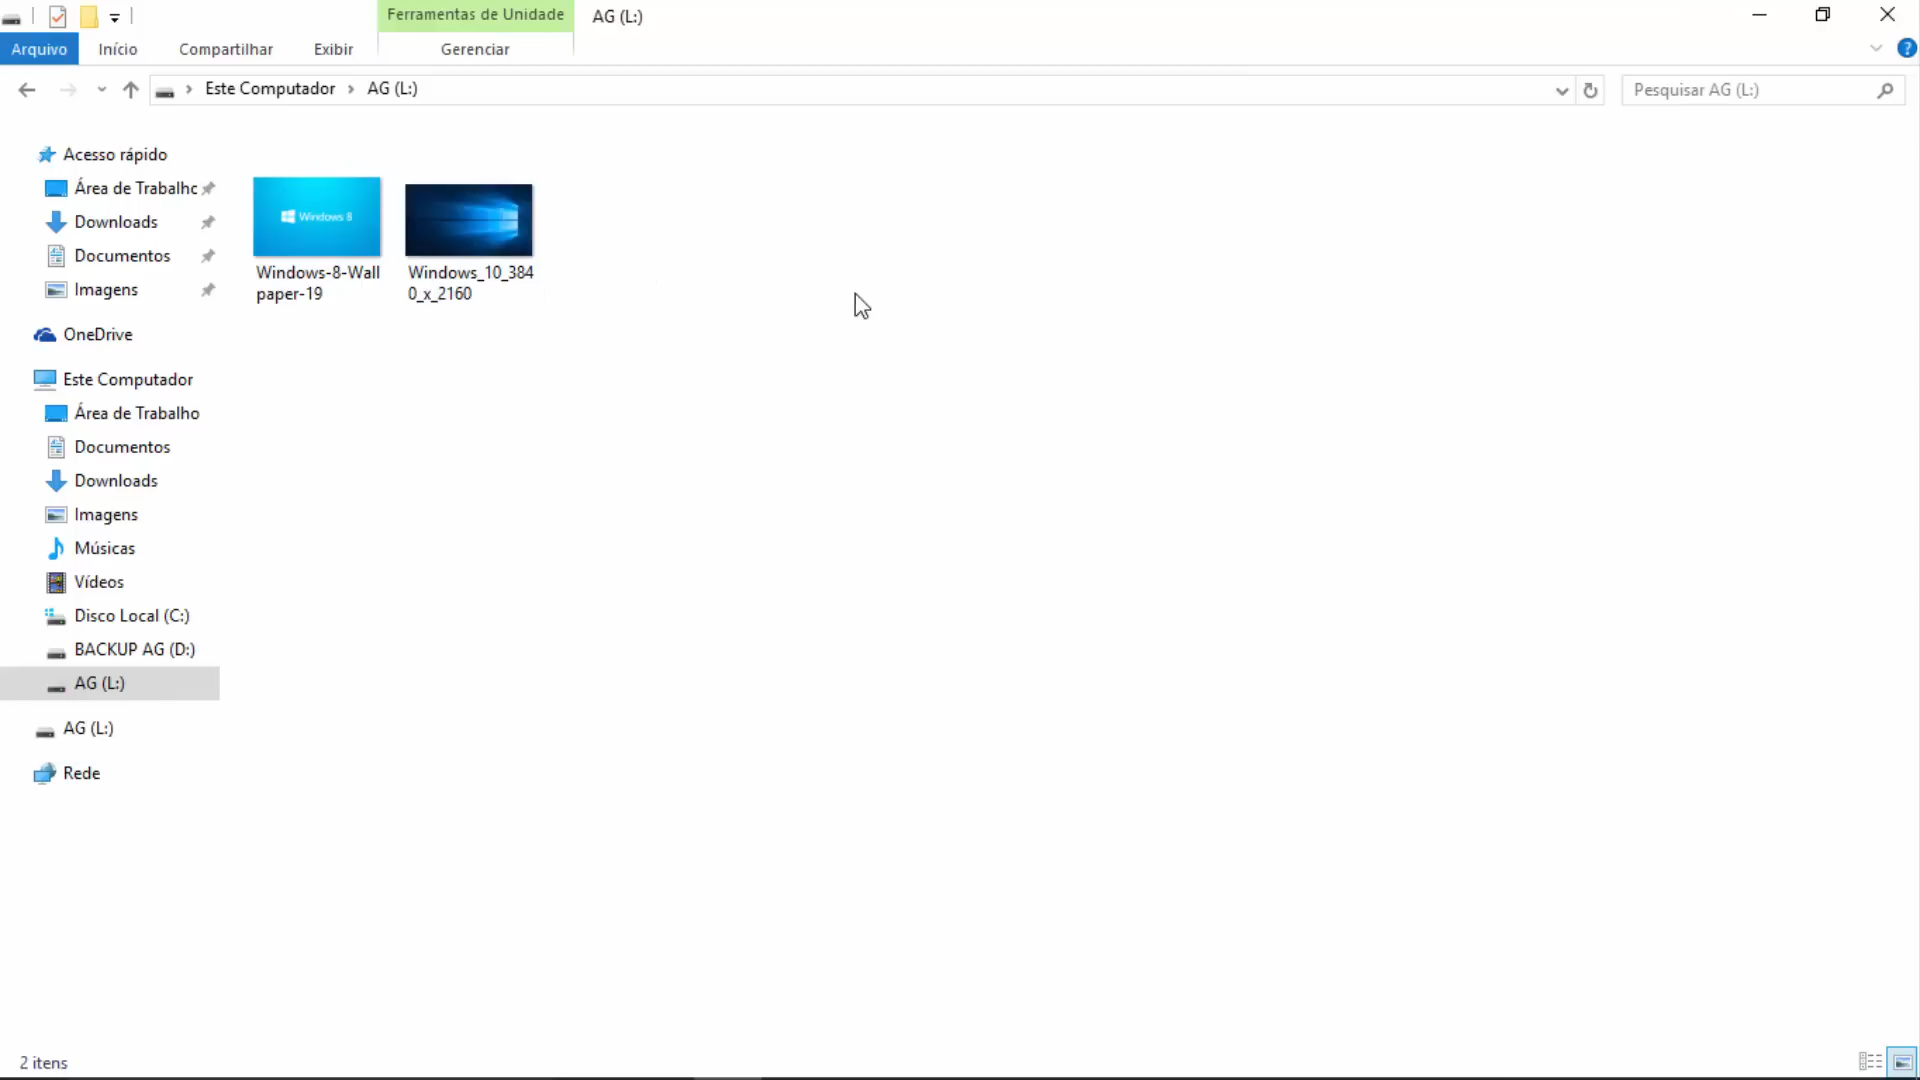 Ferramentas de Unidade
AG (L:)
Arquivo
Início
Compartilhar
Exibir
Gerenciar
?
Este Computador
AG (L:)
Pesquisar AG (L:)
Acesso rápido
Área de Trabalho
Downloads
Documentos
Imagens
OneDrive
Este Computador
Área de Trabalho
Documentos
Downloads
Imagens
Músicas
Vídeos
Disco Local (C:)
BACKUP AG (D:)
AG (L:)
AG (L:)
Rede
Windows 8
Windows-8-Wall
paper-19
Windows_10_384
0_x_2160
2 itens